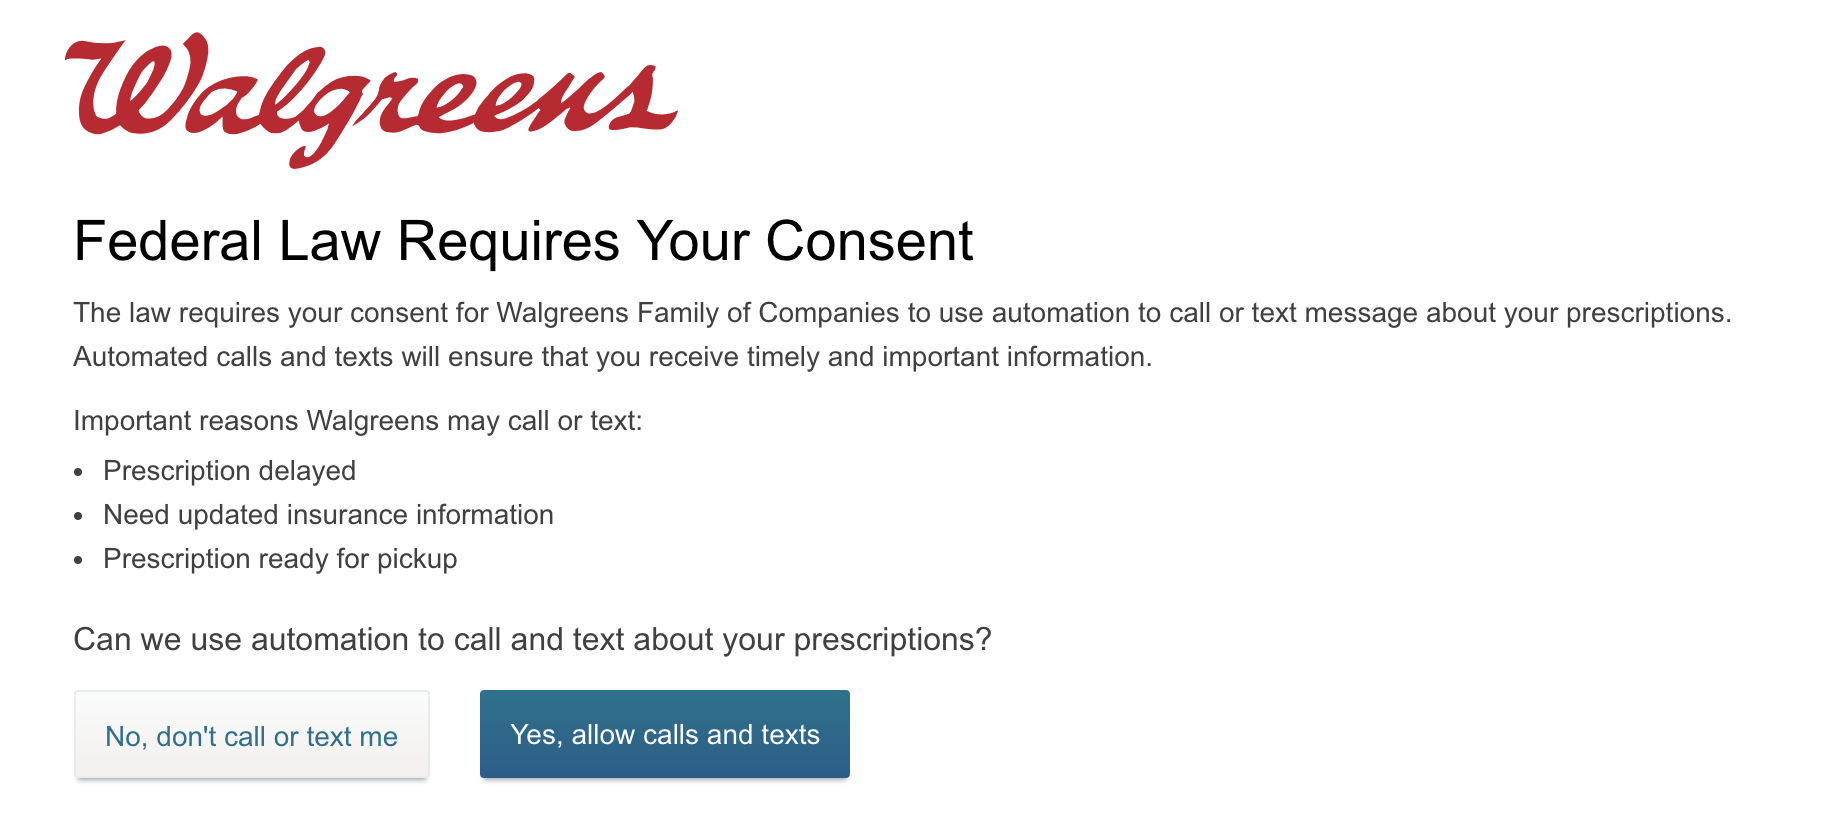 Walgreens
Federal Law Requires Your Consent
The law requires your consent for Walgreens Family of Companies to use automation to call or text message about your prescriptions.
Automated calls and texts will ensure that you receive timely and important information.
Important reasons Walgreens may call or text:
• Prescription delayed
• Need updated insurance information
• Prescription ready for pickup
Can we use automation to call and text about your prescriptions?
No, don't call or text me
Yes, allow calls and texts